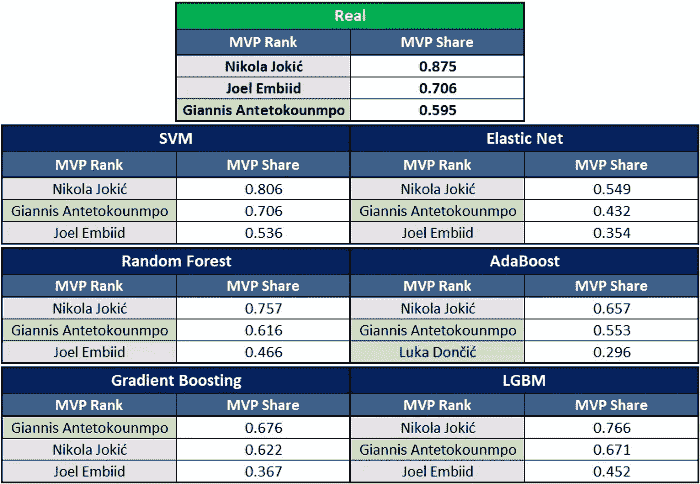 Real
MVP Rank MVP Share
Nikola Jokić 0.875
Joel Embiid 0.706
Giannis Antetokounmpo 0.595
SVM
MVP Rank MVP Share
Nikola Jokić 0.806
Giannis Antetokounmpo 0.706
Joel Embiid 0.536
Elastic Net
MVP Rank MVP Share
Nikola Jokić 0.549
Giannis Antetokounmpo 0.432
Joel Embiid 0.354
Random Forest
MVP Rank MVP Share
Nikola Jokić 0.757
Giannis Antetokounmpo 0.616
Joel Embiid 0.466
AdaBoost
MVP Rank MVP Share
Nikola Jokić 0.657
Giannis Antetokounmpo 0.553
Luka Dončić 0.296
Gradient Boosting
MVP Rank MVP Share
Giannis Antetokounmpo 0.676
Nikola Jokić 0.622
Joel Embiid 0.367
LGBM
MVP Rank MVP Share
Nikola Jokić 0.766
Giannis Antetokounmpo 0.671
Joel Embiid 0.452